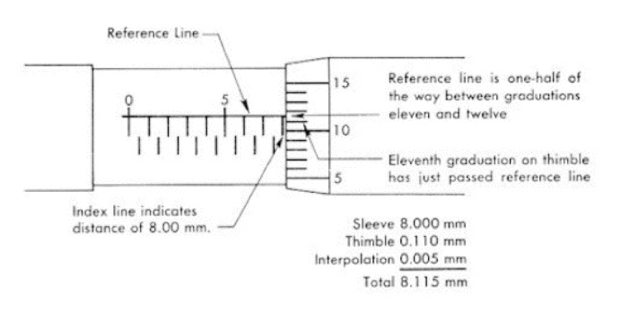 Reference Line
0
5
15
10
5
Reference line is one-half of
the way between graduations
eleven and twelve
Eleventh graduation on thimble
has just passed reference line
Index line indicates
distance of 8.00 mm.
Sleeve 8.000 mm
Thimble 0.110 mm
Interpolation 0.005 mm
Total 8.115 mm